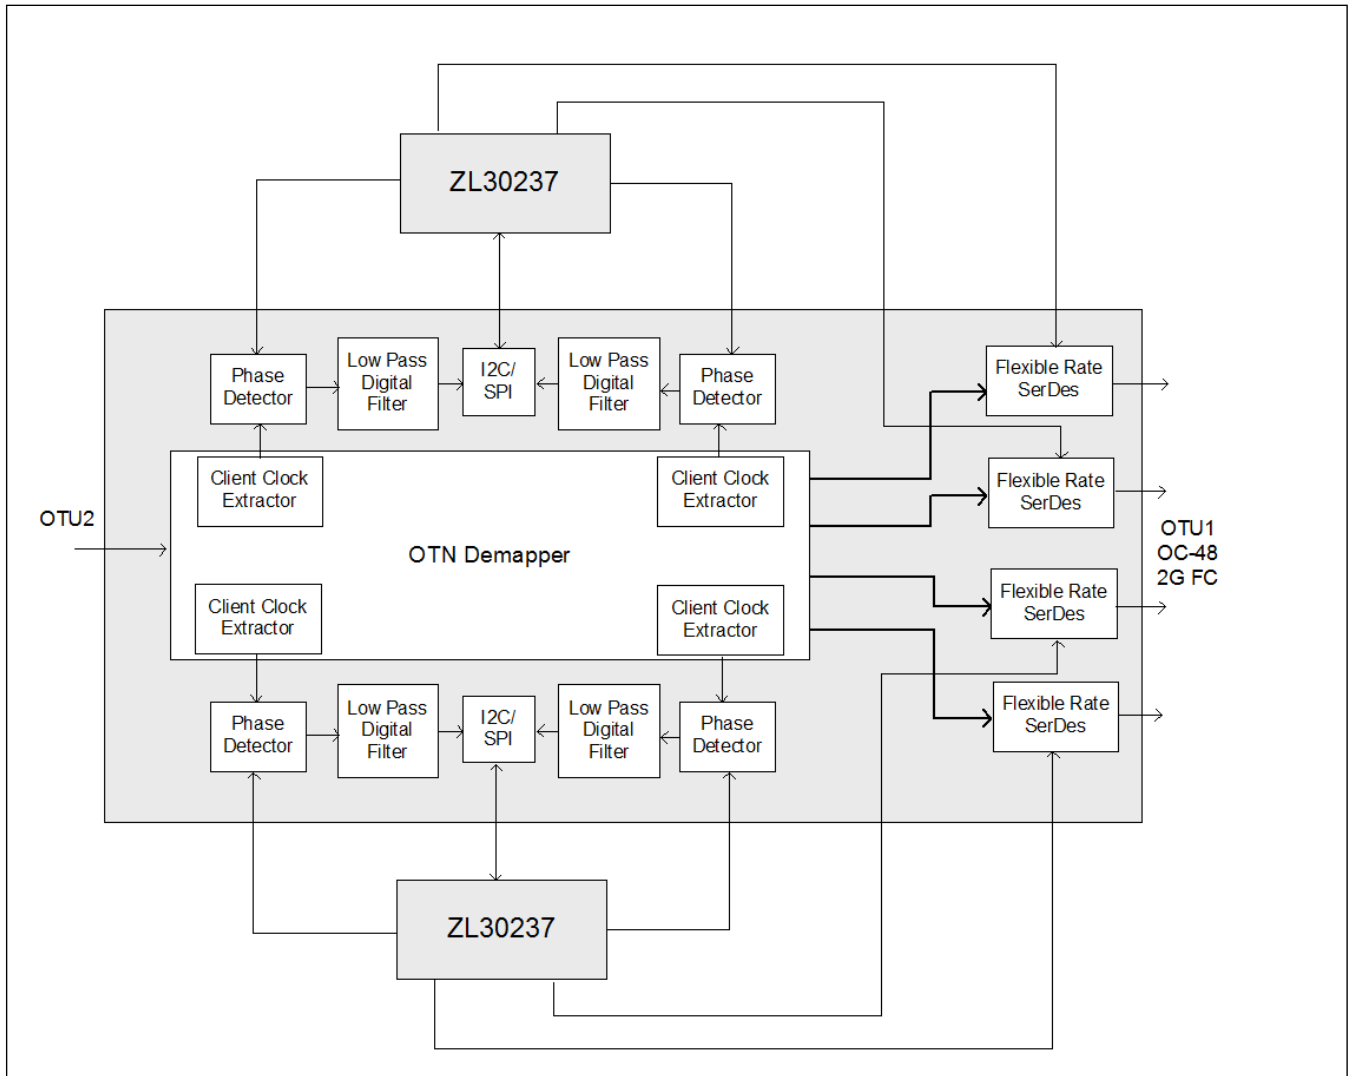 ZL30237
Phase
Detector
Low Pass
Digital
Filter
I2C/
SPI
Low Pass
Digital
Filter
Phase
Detector
Flexible Rate
SerDes
Client Clock
Extractor
Client Clock
Extractor
Flexible Rate
SerDes
OTU2
OTN Demapper
OTU1
OC-48
2G FC
Client Clock
Extractor
Client Clock
Extractor
Flexible Rate
SerDes
Phase
Detector
Low Pass
Digital
Filter
I2C/
SPI
Low Pass
Digital
Filter
Phase
Detector
Flexible Rate
SerDes
ZL30237